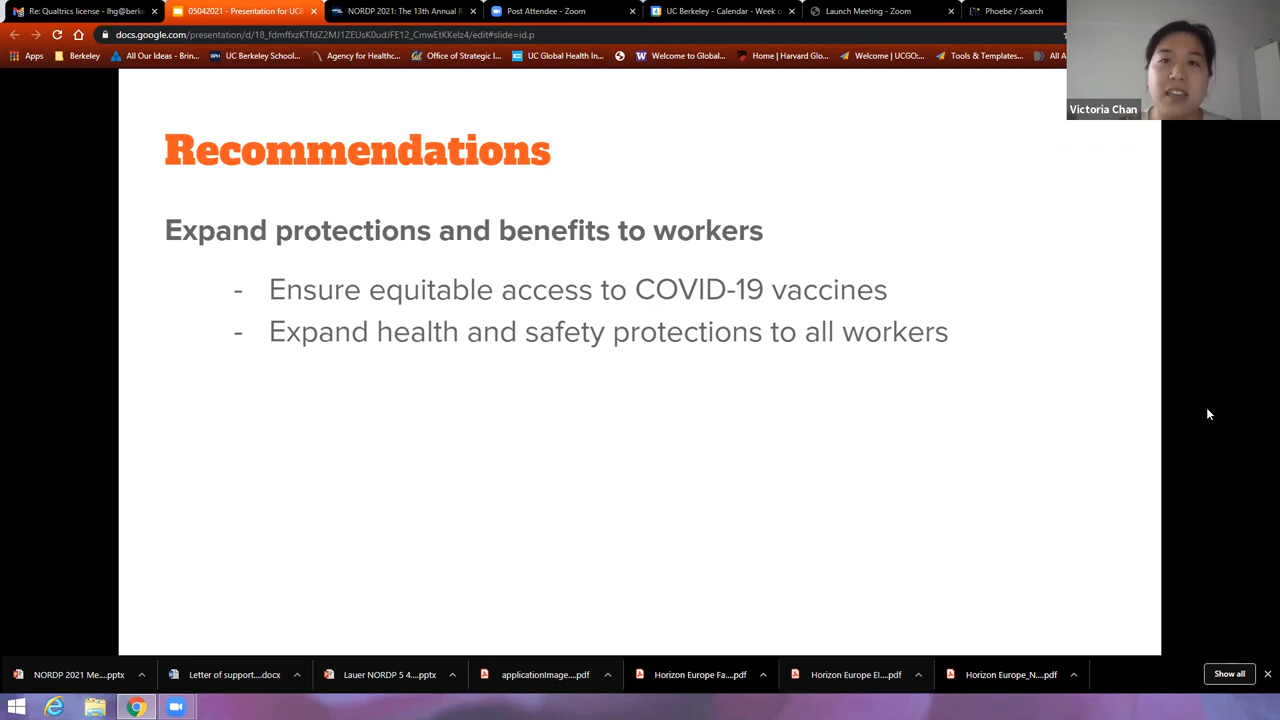 Re: Qualtrics license - lhg@berke
05042021 - Presentation for UCB
NORDP 2021: The 13th Annual R
Post Attendee - Zoom
UC Berkeley - Calendar - Week o
Launch Meeting - Zoom
Phoebe / Search
docs.google.com/presentation/d/18_fdmffxzKTfdZ2MJ1ZEUsK0udJFE12_CmwEtKKelz4/edit#slide=id.p
Apps
Berkeley
All Our Ideas - Brin...
UC Berkeley School...
Agency for Healthc...
Office of Strategic I...
UC Global Health In...
Welcome to Global...
Home | Harvard Glo...
Welcome | UCGO:...
Tools & Templates...
All A
Victoria Chan
Recommendations
Expand protections and benefits to workers
- Ensure equitable access to COVID-19 vaccines
- Expand health and safety protections to all workers
NORDP 2021 Me....pptx
Letter of support....docx
Lauer NORDP 5 4....pptx
applicationImage....pdf
Horizon Europe Fa....pdf
Horizon Europe EI....pdf
Horizon Europe_N....pdf
Show all